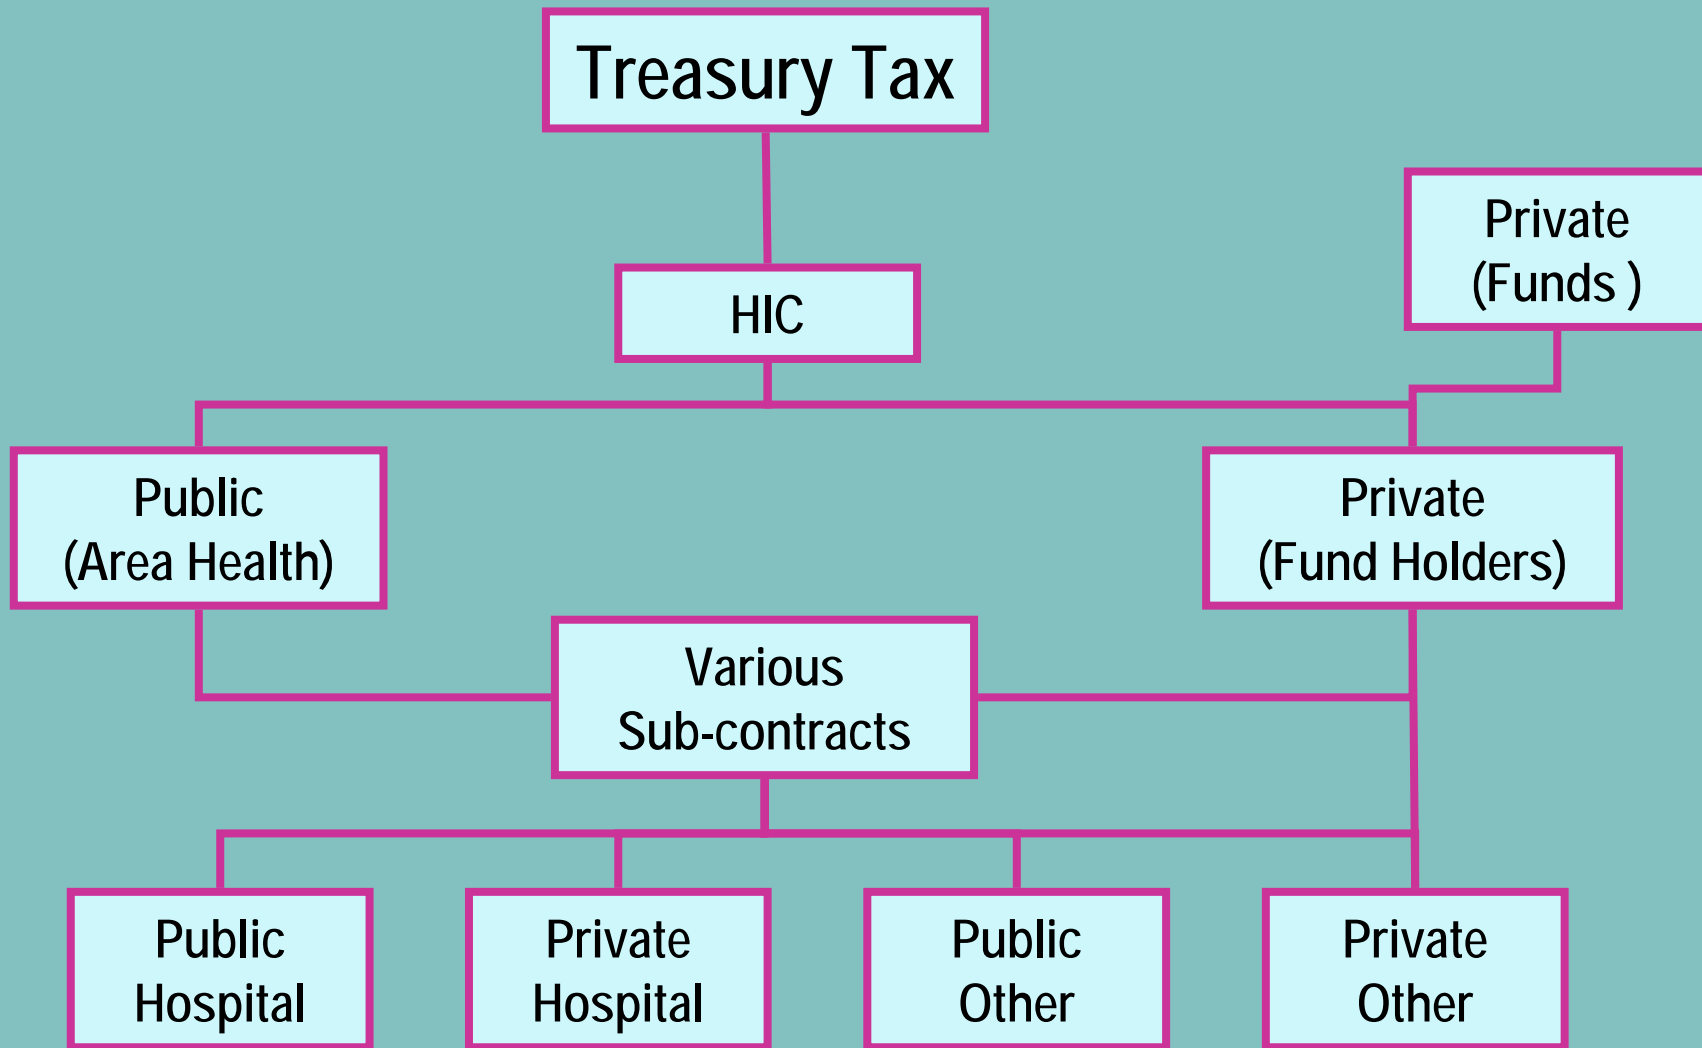 Treasury Tax
Private
(Funds )
HIC
Public
(Area Health)
Private
(Fund Holders)
Various
Sub-contracts
Public
Hospital
Private
Hospital
Public
Other
Private
Other